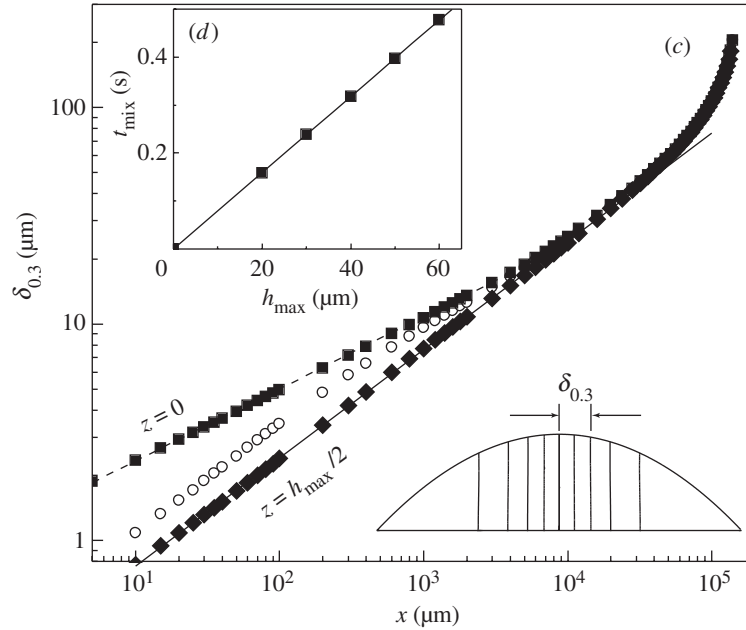 (d)
(c)
t_mix (s)
0.4
0.2
20
40
60
h_max (μm)
δ_0.3 (μm)
100
10
1
z = 0
z = h_max/2
δ_0.3
10^1
10^2
10^3
10^4
10^5
x (μm)